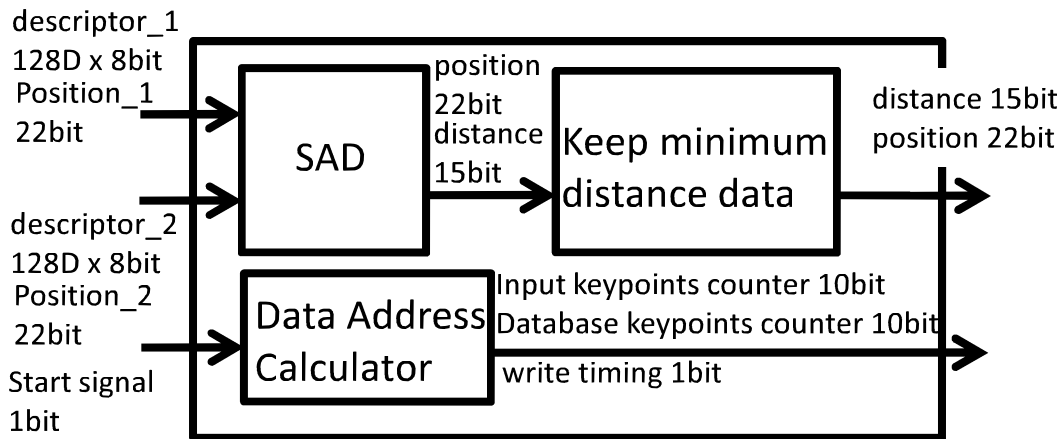 descriptor_1
128D x 8bit
Position_1
22bit
descriptor_2
128D x 8bit
Position_2
22bit
Start signal
1bit
SAD
position
22bit
distance
15bit
Keep minimum
distance data
distance 15bit
position 22bit
Data Address
Calculator
Input keypoints counter 10bit
Database keypoints counter 10bit
write timing 1bit